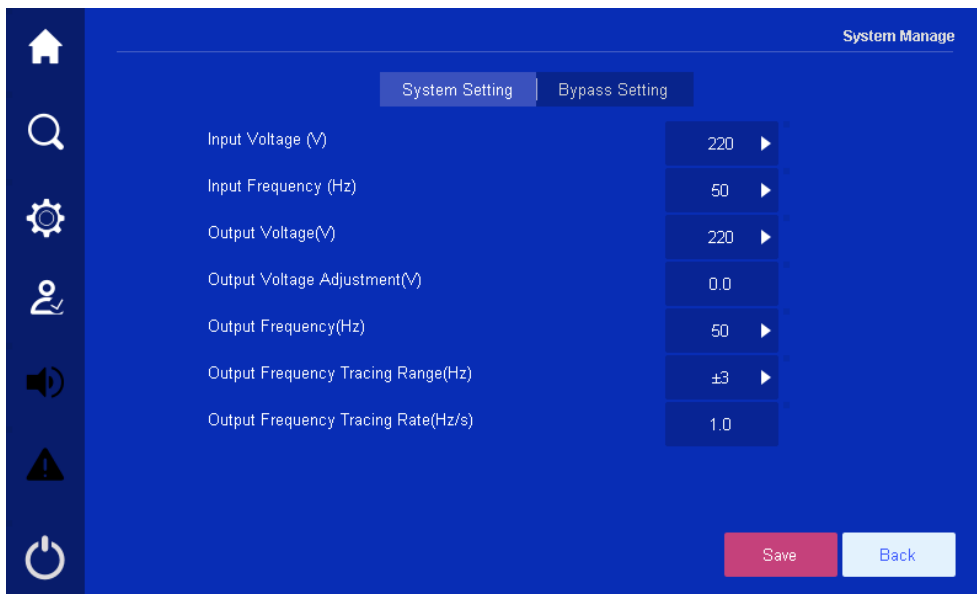 System Manage
System Setting Bypass Setting
Input Voltage (V) 220
Input Frequency (Hz) 50
Output Voltage(V) 220
Output Voltage Adjustment(V) 0.0
Output Frequency(Hz) 50
Output Frequency Tracing Range(Hz) ±3
Output Frequency Tracing Rate(Hz/s) 1.0
Save Back